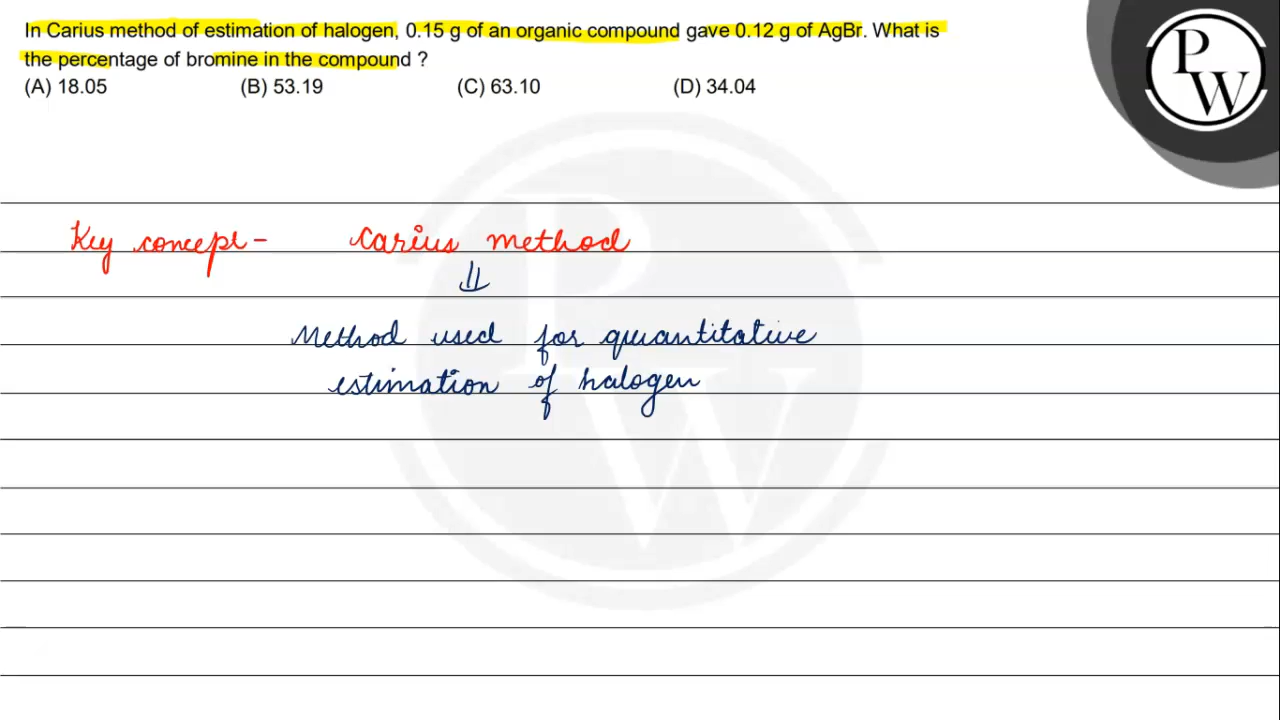 In Carius method of estimation of halogen, 0.15 g of an organic compound gave 0.12 g of AgBr. What is
the percentage of bromine in the compound ?
(A) 18.05 (B) 53.19 (C) 63.10 (D) 34.04
Key concept - Carius method
Method used for quantitative
estimation of halogen
PW